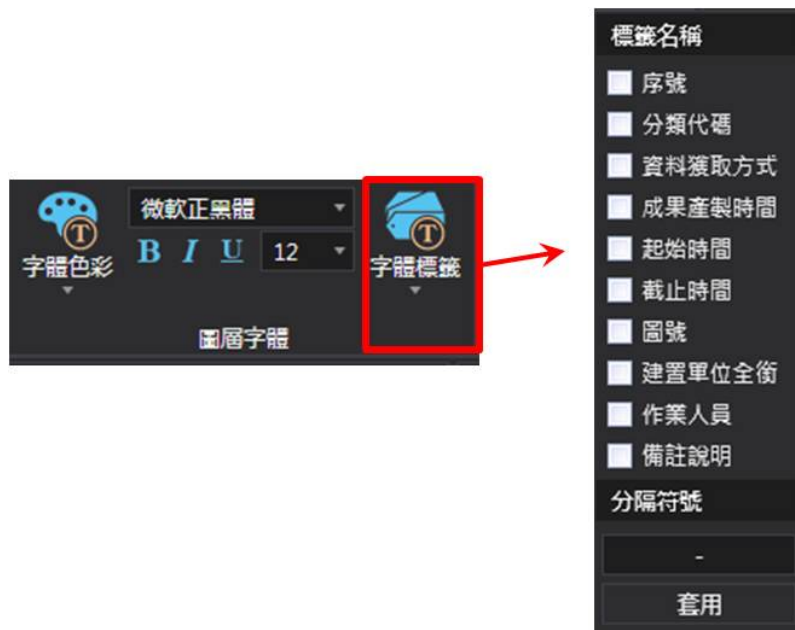 字體色彩
微軟正黑體
B I U 12
字體標籤
圖層字體
標籤名稱
序號
分類代碼
資料獲取方式
成果產製時間
起始時間
截止時間
圖號
建置單位全銜
作業人員
備註說明
分隔符號
-
套用